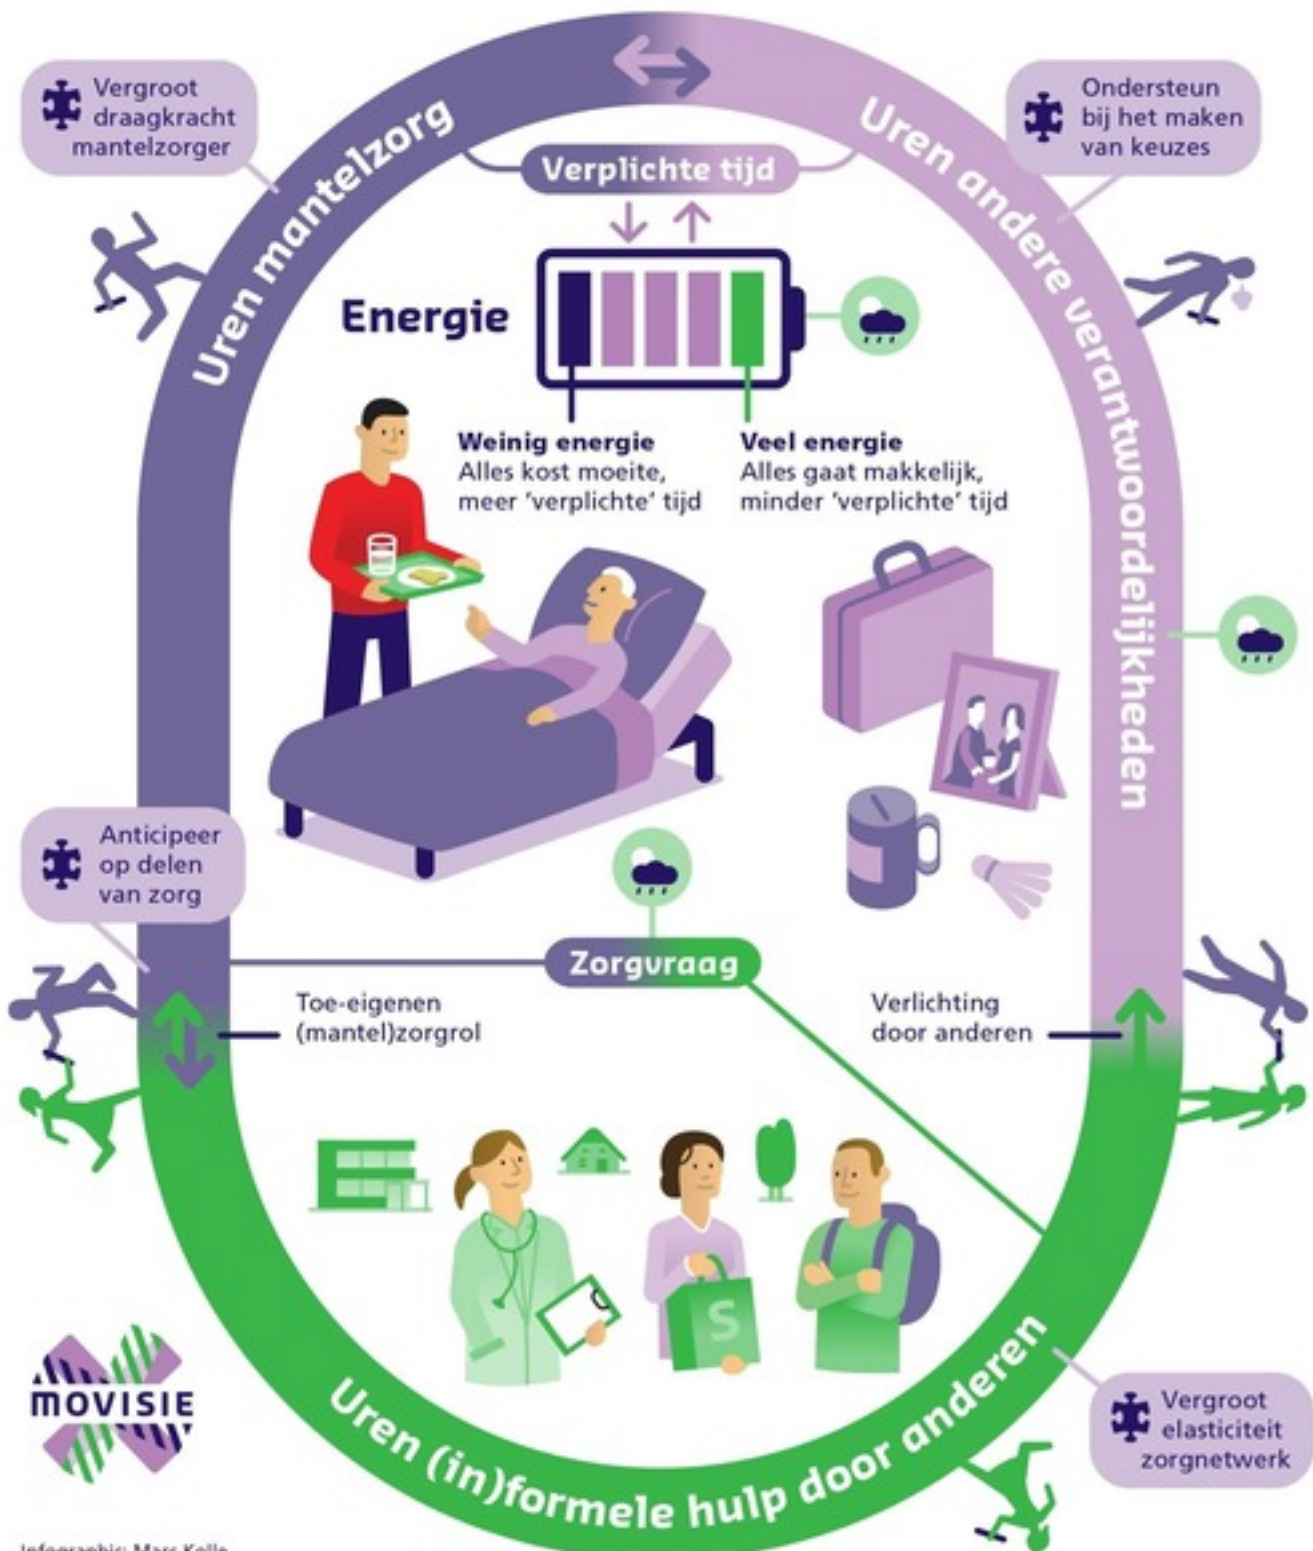 Vergroot
draagkracht
mantelzorger
Ondersteun
bij het maken
van keuzes
Uren mantelzorg
Uren andere verantwoordelijkheden
Verplichte tijd
Energie
Weinig energie
Alles kost moeite,
meer 'verplichte' tijd
Veel energie
Alles gaat makkelijk,
minder 'verplichte' tijd
Anticipeer
op delen
van zorg
Zorgvraag
Toe-eigenen
(mantel)zorgrol
Verlichting
door anderen
S
MOVISIE
Uren (in)formele hulp door anderen
Vergroot
elasticiteit
zorgnetwerk